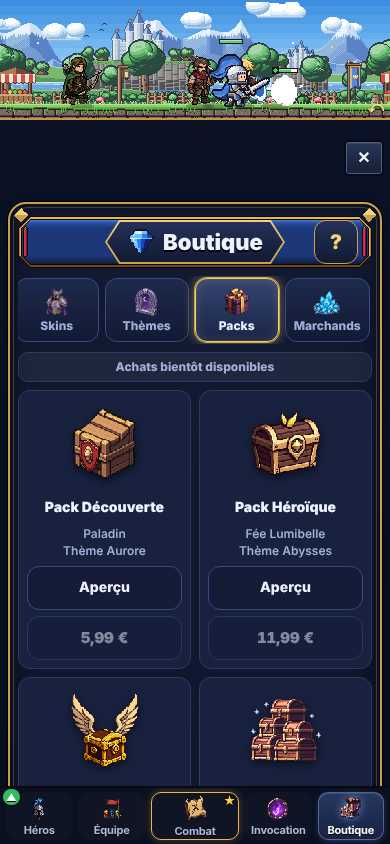 ×
Boutique
?
Skins
Thèmes
Packs
Marchands
Achats bientôt disponibles
Pack Découverte
Paladin
Thème Aurore
Aperçu
5,99 €
Pack Héroïque
Fée Lumibelle
Thème Abysses
Aperçu
11,99 €
Héros
Équipe
Combat
Invocation
Boutique